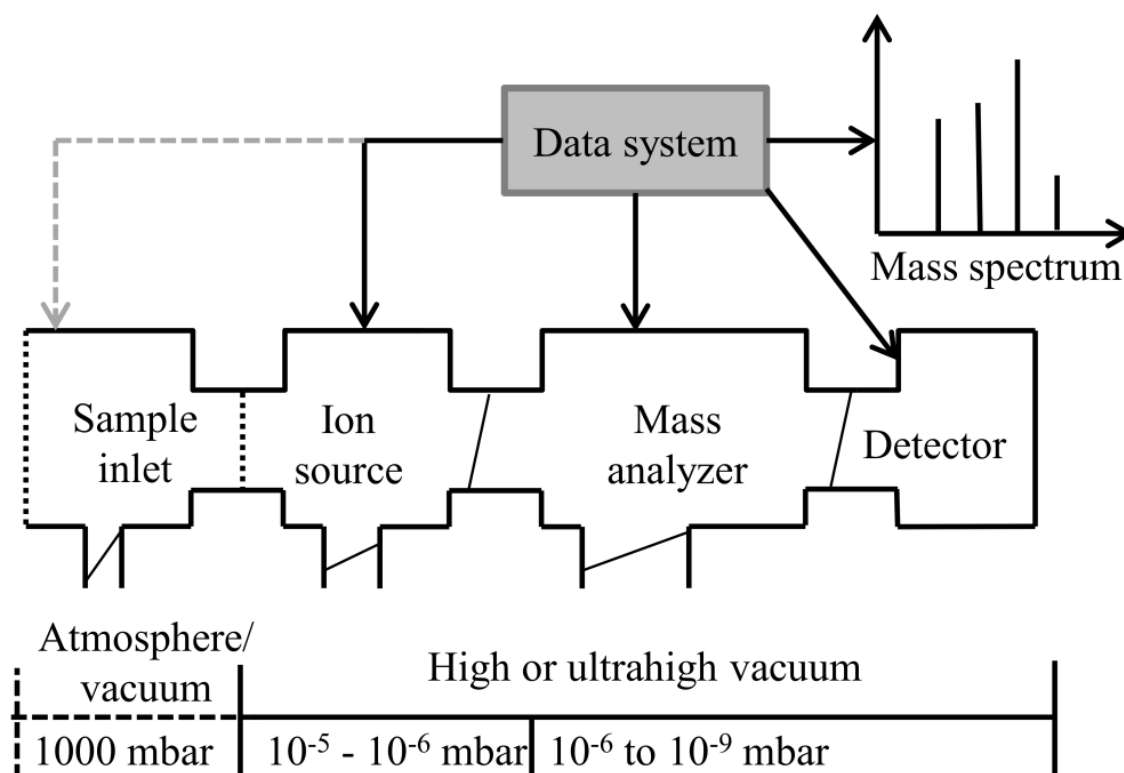 Data system
Mass spectrum
Sample
inlet
Ion
source
Mass
analyzer
Detector
Atmosphere/
vacuum
High or ultrahigh vacuum
1000 mbar
10⁻⁵ - 10⁻⁶ mbar
10⁻⁶ to 10⁻⁹ mbar